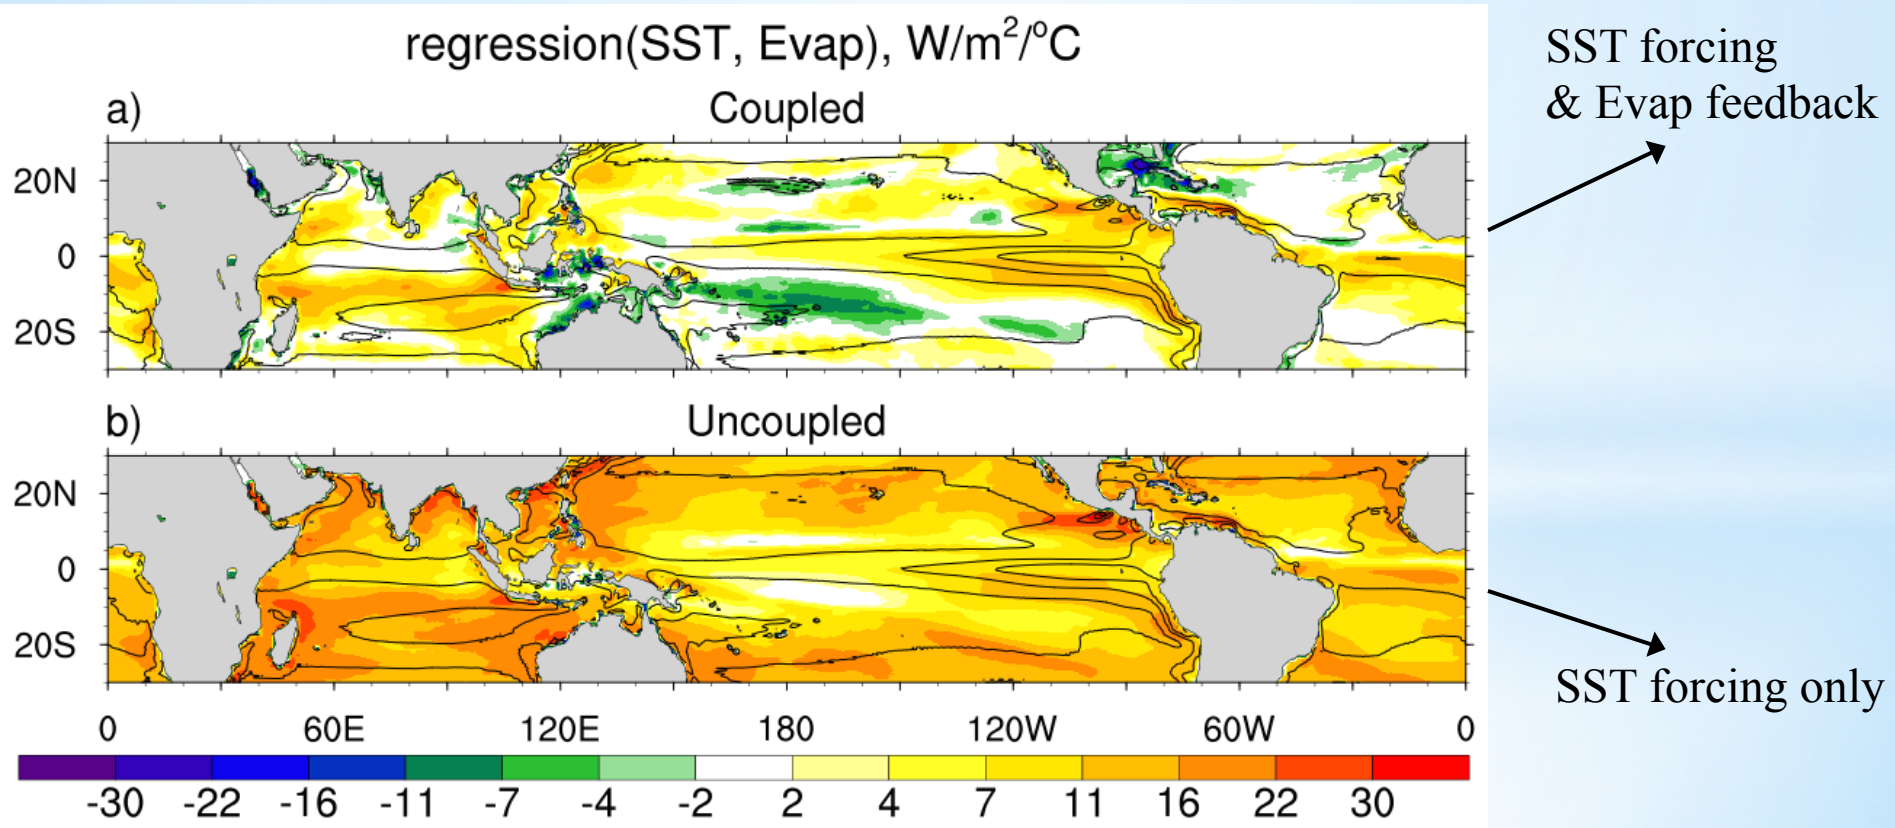 regression(SST, Evap), W/m²/°C
SST forcing
& Evap feedback
a)
Coupled
20N
0
20S
b)
Uncoupled
20N
0
20S
SST forcing only
0 60E 120E 180 120W 60W 0
-30 -22 -16 -11 -7 -4 -2 2 4 7 11 16 22 30